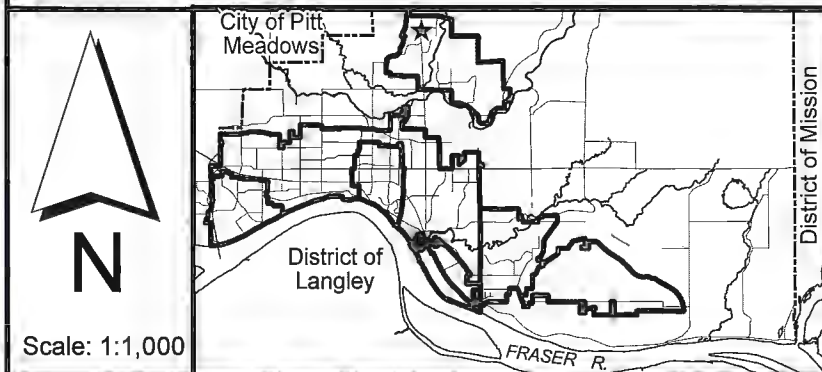 N
Scale: 1:1,000
City of Pitt
Meadows
District of
Langley
FRASER R.
District of Mission